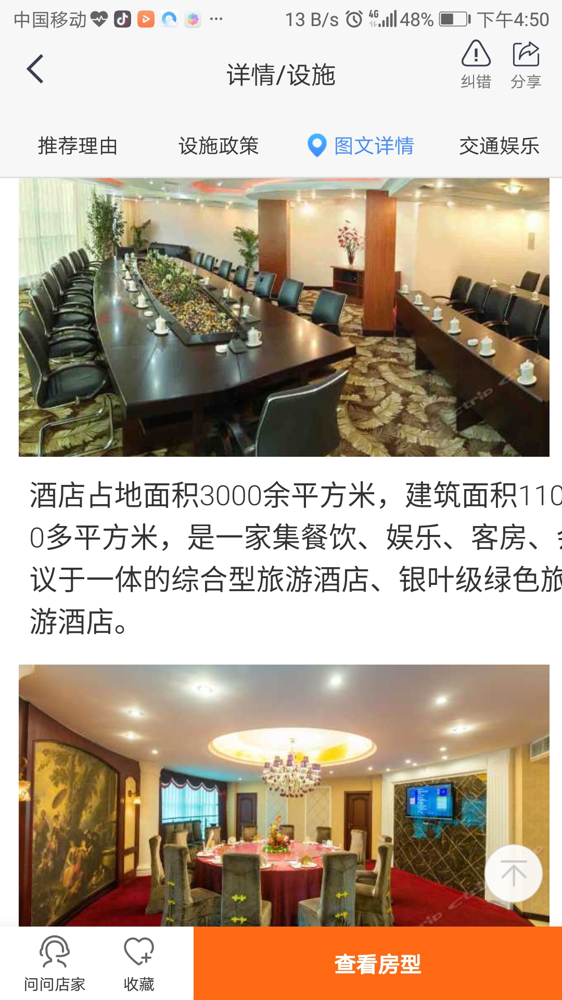 中国移动 13 B/s 4G 48% 下午4:50
详情/设施
纠错 分享
推荐理由 设施政策 图文详情 交通娱乐
ctrip
酒店占地面积3000余平方米，建筑面积110
0多平方米，是一家集餐饮、娱乐、客房、
议于一体的综合型旅游酒店、银叶级绿色旅
游酒店。
问问店家 收藏 查看房型